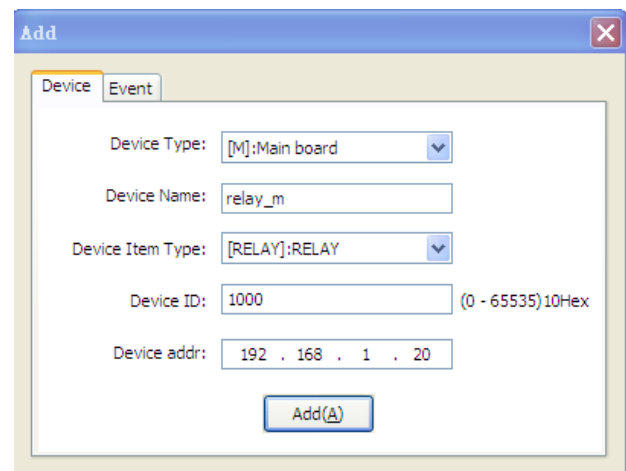 Add
Device Event
Device Type: [M]:Main board
Device Name: relay_m
Device Item Type: [RELAY]:RELAY
Device ID: 1000 (0 - 65535)10Hex
Device addr: 192 . 168 . 1 . 20
Add(A)